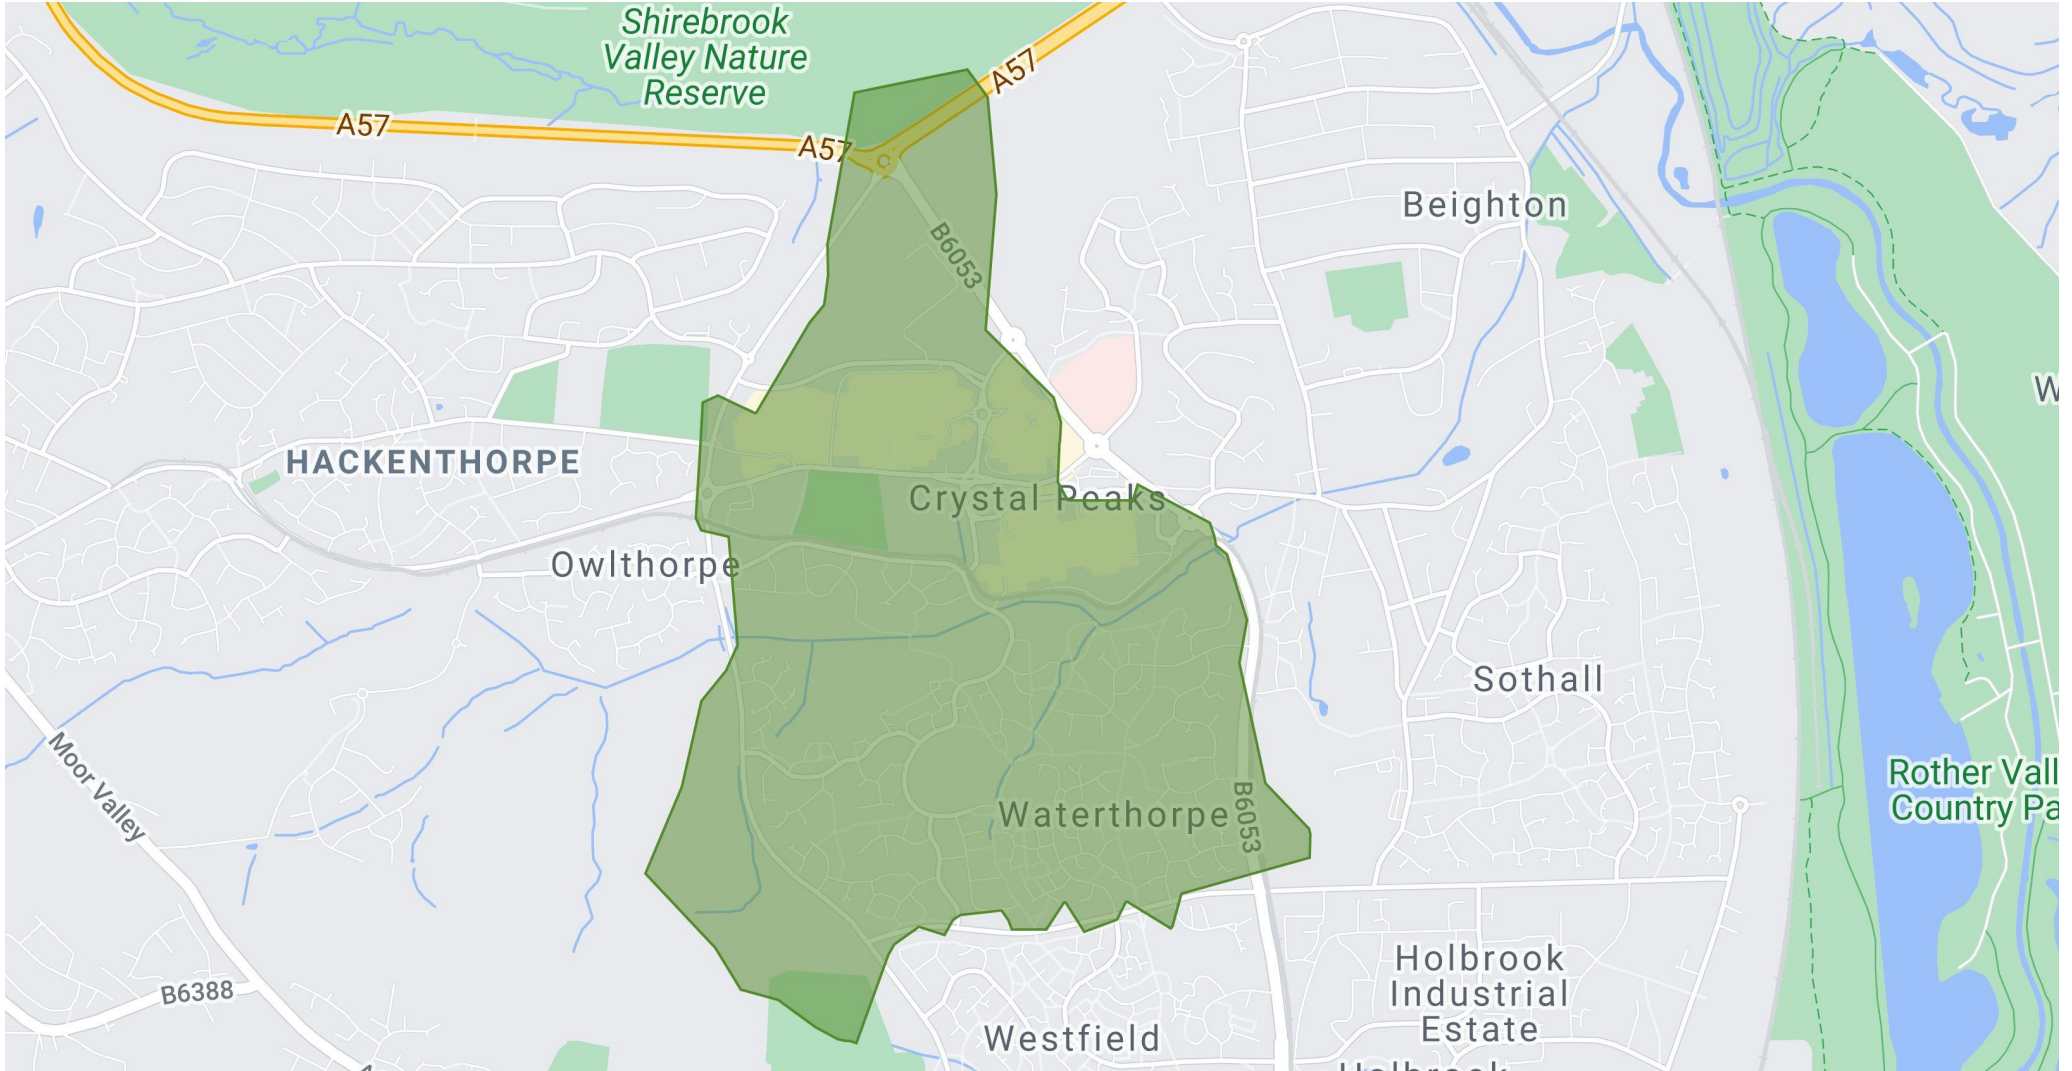 Shirebrook
Valley Nature
Reserve
A57
A57
A57
B6053
Beighton
HACKENTHORPE
Crystal Peaks
Owlthorpe
Sothall
Moor Valley
Waterthorpe
B6053
Rother Vall
Country Pa
W
B6388
Westfield
Holbrook
Industrial
Estate
Holbrook